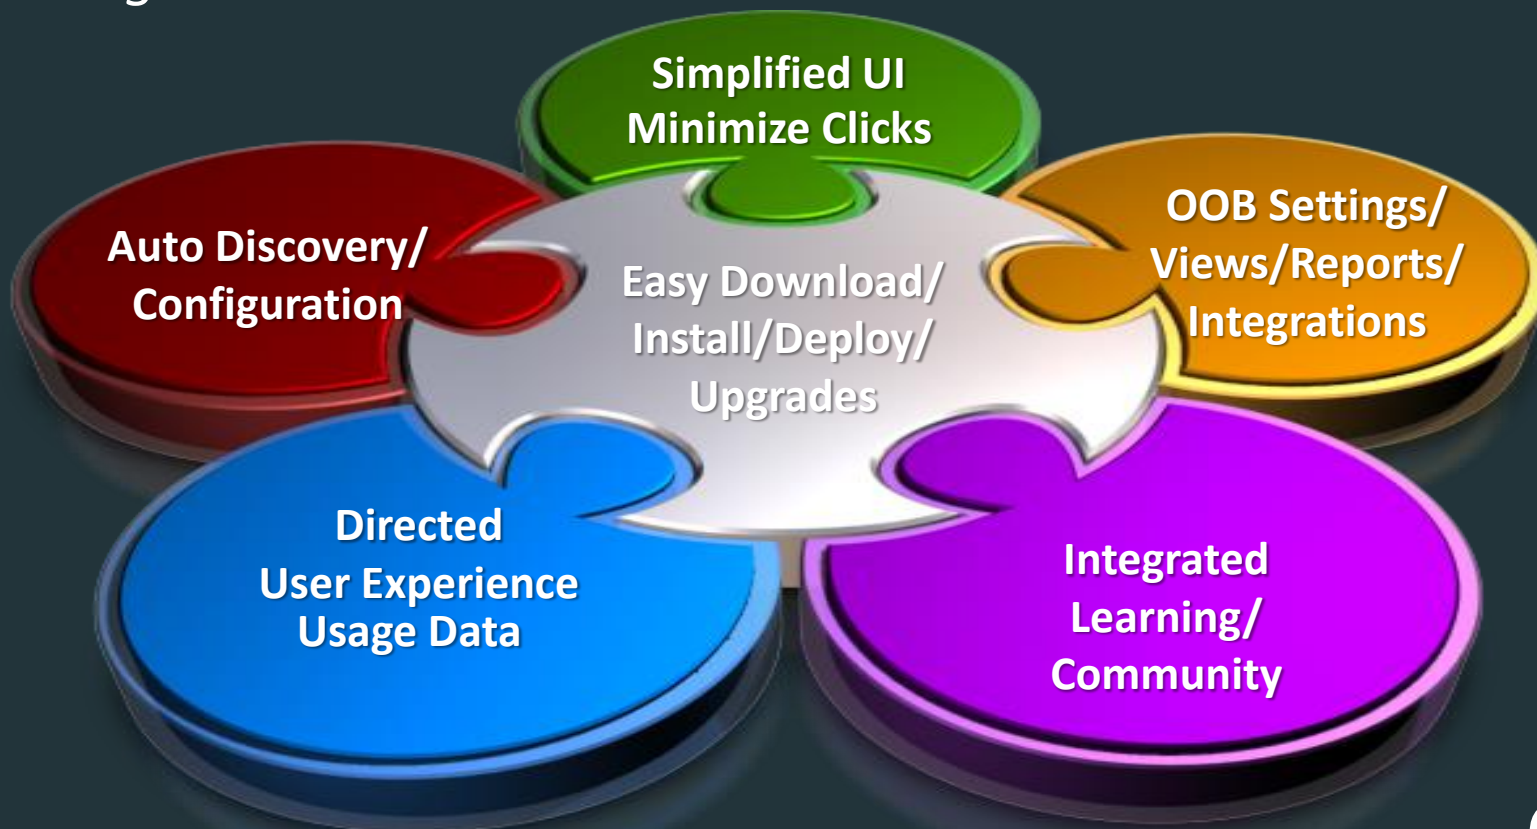 Simplified UI
Minimize Clicks
Auto Discovery/
Configuration
OOB Settings/
Views/Reports/
Integrations
Easy Download/
Install/Deploy/
Upgrades
Directed
User Experience
Usage Data
Integrated
Learning/
Community